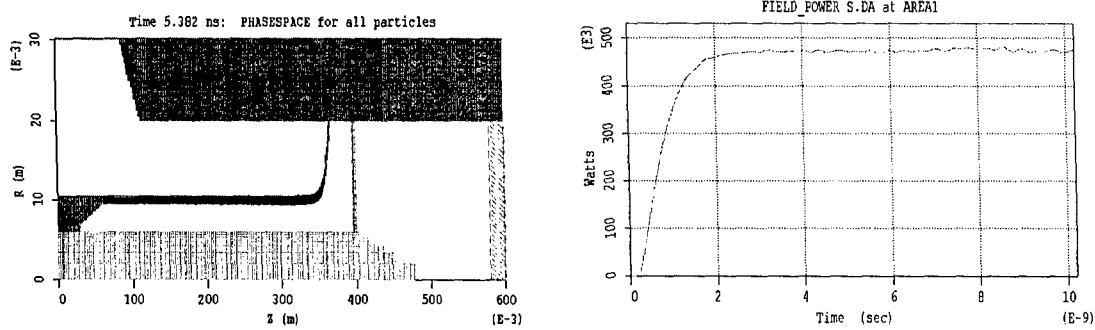 Time 5.382 ns: PHASESPACE for all particles
(E-3)
30
20
R (m)
10
0
0 100 200 300 400 500 600
Z (m) (E-3)
FIELD_POWER S.DA at AREA1
(E3)
500
400
300
Watts
200
100
0
0 2 4 6 8 10
Time (sec) (E-9)